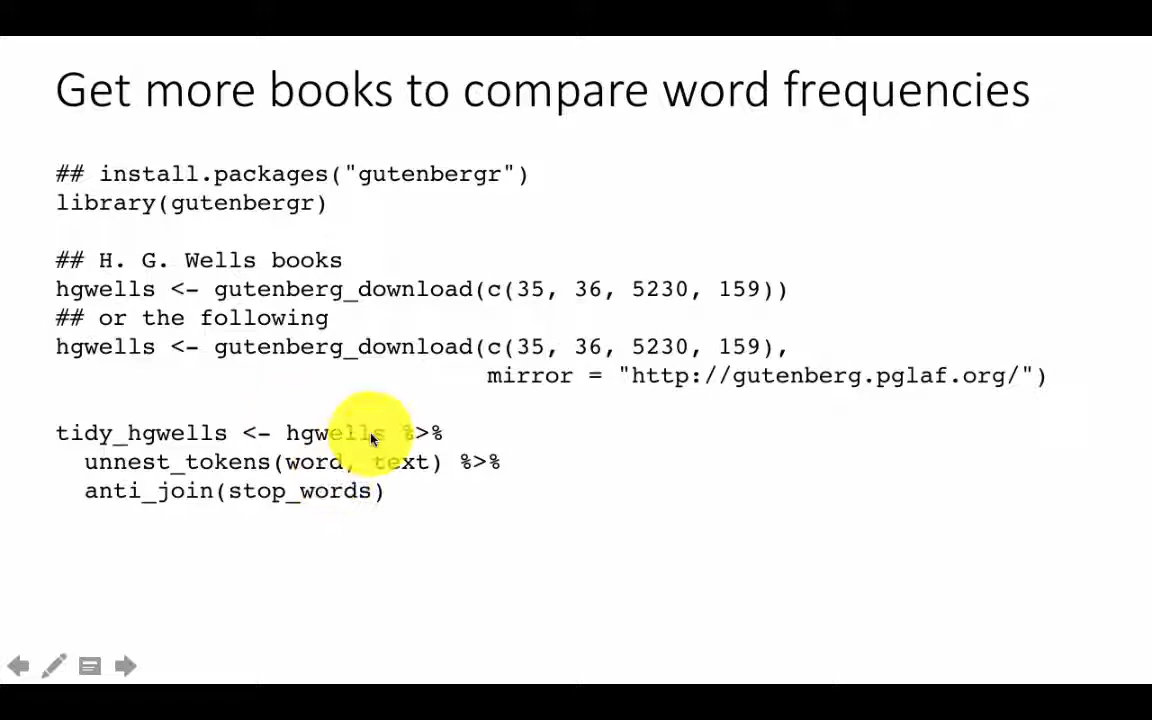 Get more books to compare word frequencies
## install.packages("gutenbergr")
library(gutenbergr)
## H. G. Wells books
hgwells <- gutenberg_download(c(35, 36, 5230, 159))
## or the following
hgwells <- gutenberg_download(c(35, 36, 5230, 159),
mirror = "http://gutenberg.pglaf.org/")
tidy_hgwells <- hgwells %>%
unnest_tokens(word, text) %>%
anti_join(stop_words)